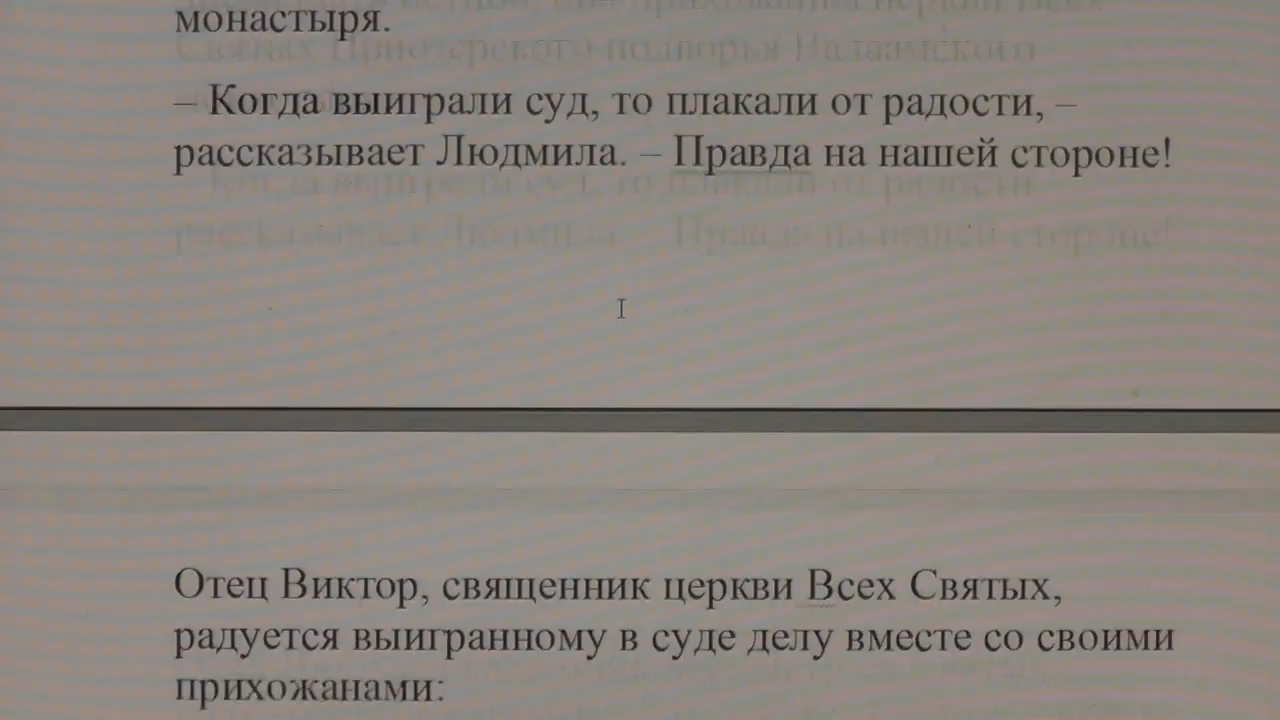 монастыря.
– Когда выиграли суд, то плакали от радости, –
рассказывает Людмила. – Правда на нашей стороне!
Отец Виктор, священник церкви Всех Святых,
радуется выигранному в суде делу вместе со своими
прихожанами: